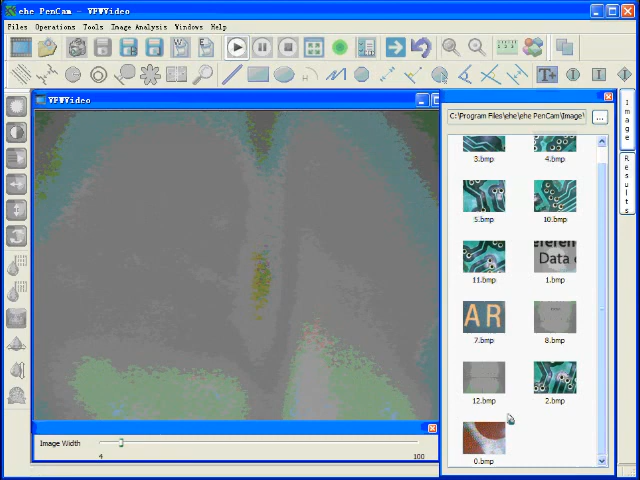 ehe PenCam - VFWVideo
Files Operations Tools Image Analysis Windows Help
VFWVideo
C:\Program Files\ehe\ehe PenCam\Image\
...
Image
Results
3.bmp 4.bmp
5.bmp 10.bmp
eferen
Data
11.bmp 1.bmp
AR
7.bmp 8.bmp
12.bmp 2.bmp
0.bmp
Image Width
4 100